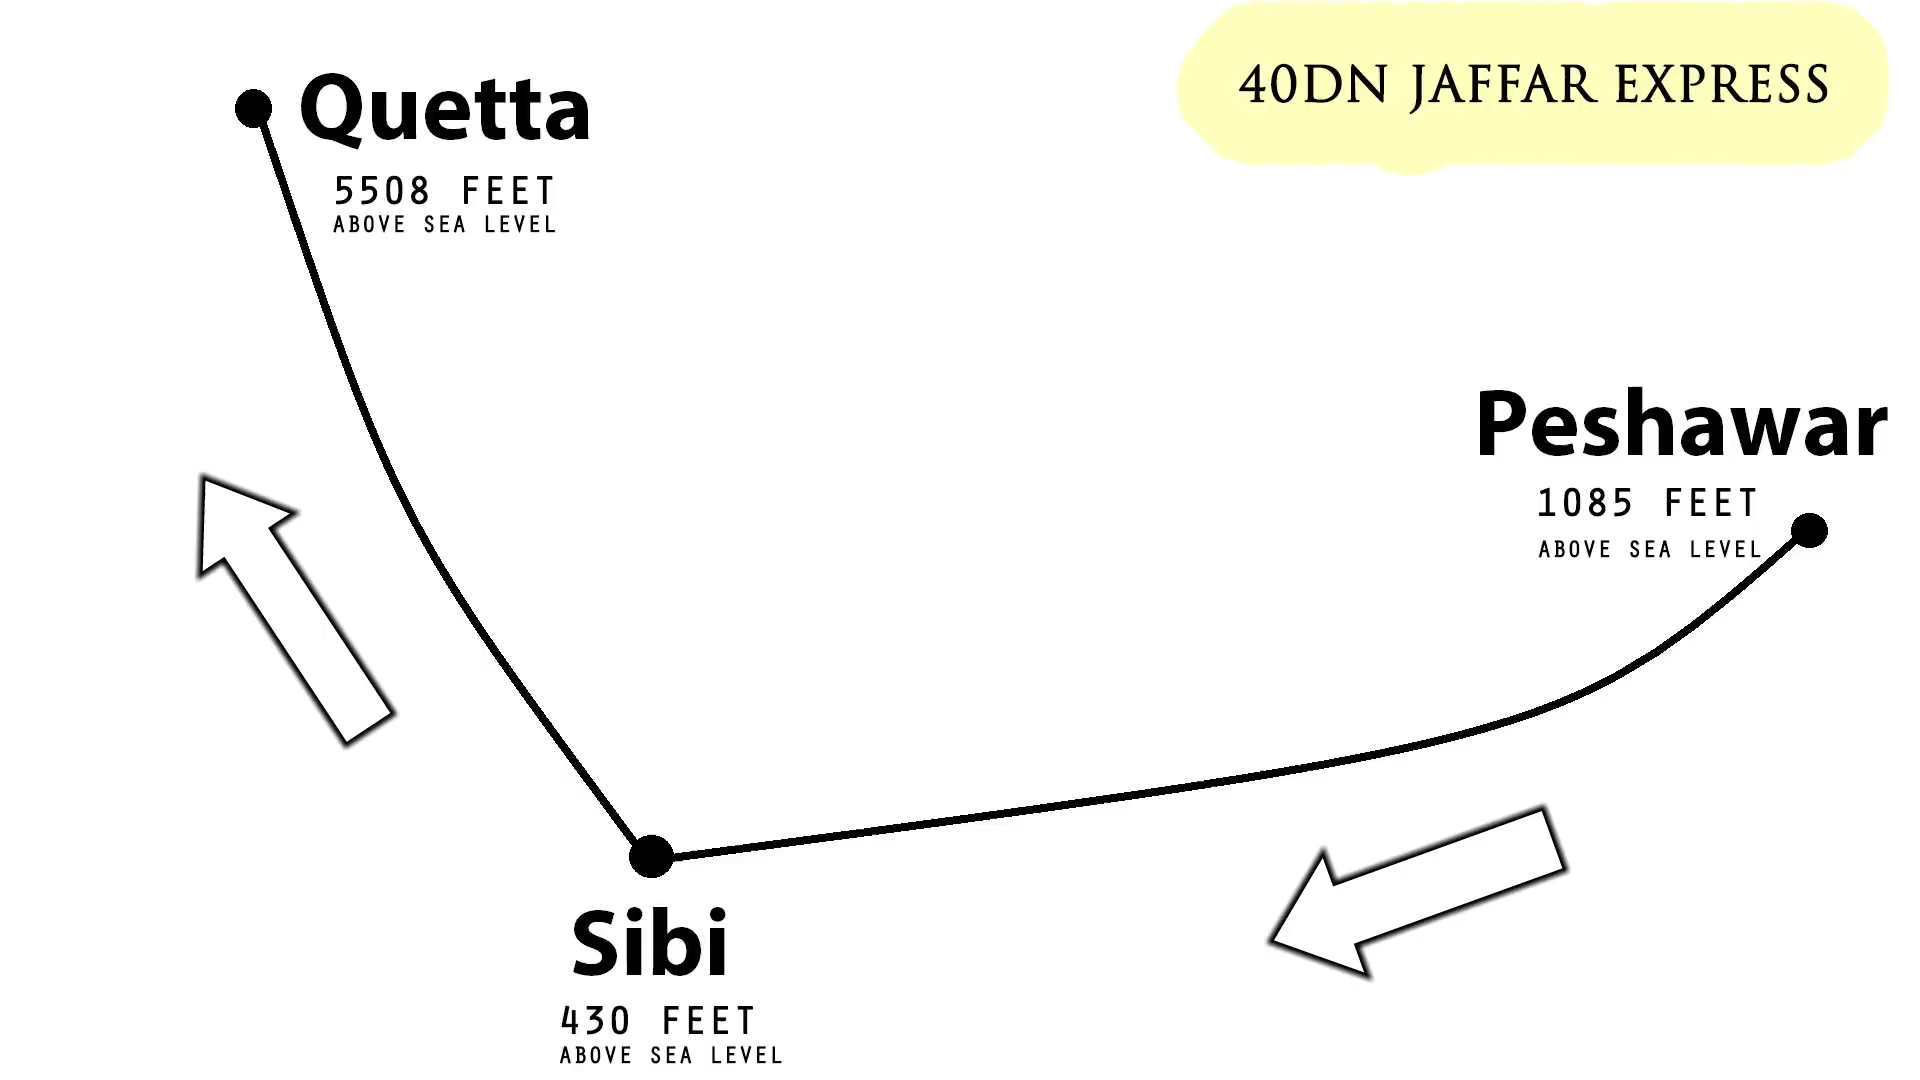 40DN JAFFAR EXPRESS
Quetta
5508 FEET
ABOVE SEA LEVEL
Peshawar
1085 FEET
ABOVE SEA LEVEL
Sibi
430 FEET
ABOVE SEA LEVEL